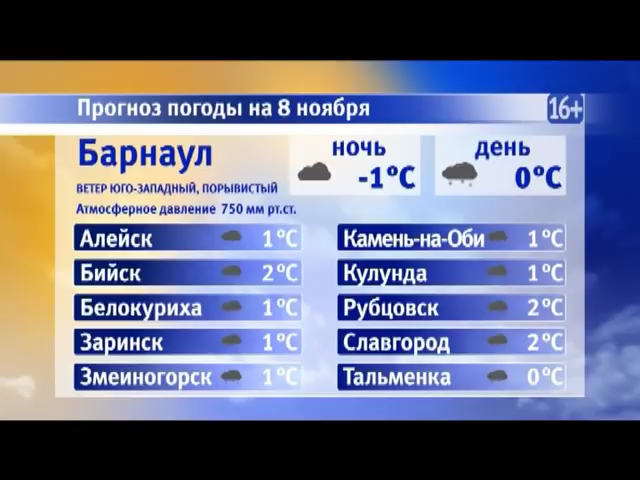 Прогноз погоды на 8 ноября 16+
Барнаул
ночь
-1°C
день
0°C
ВЕТЕР ЮГО-ЗАПАДНЫЙ, ПОРЫВИСТЫЙ
Атмосферное давление 750 мм рт.ст.
Алейск 1°C
Бийск 2°C
Белокуриха 1°C
Заринск 1°C
Змеиногорск 1°C
Камень-на-Оби 1°C
Кулунда 1°C
Рубцовск 2°C
Славгород 2°C
Тальменка 0°C